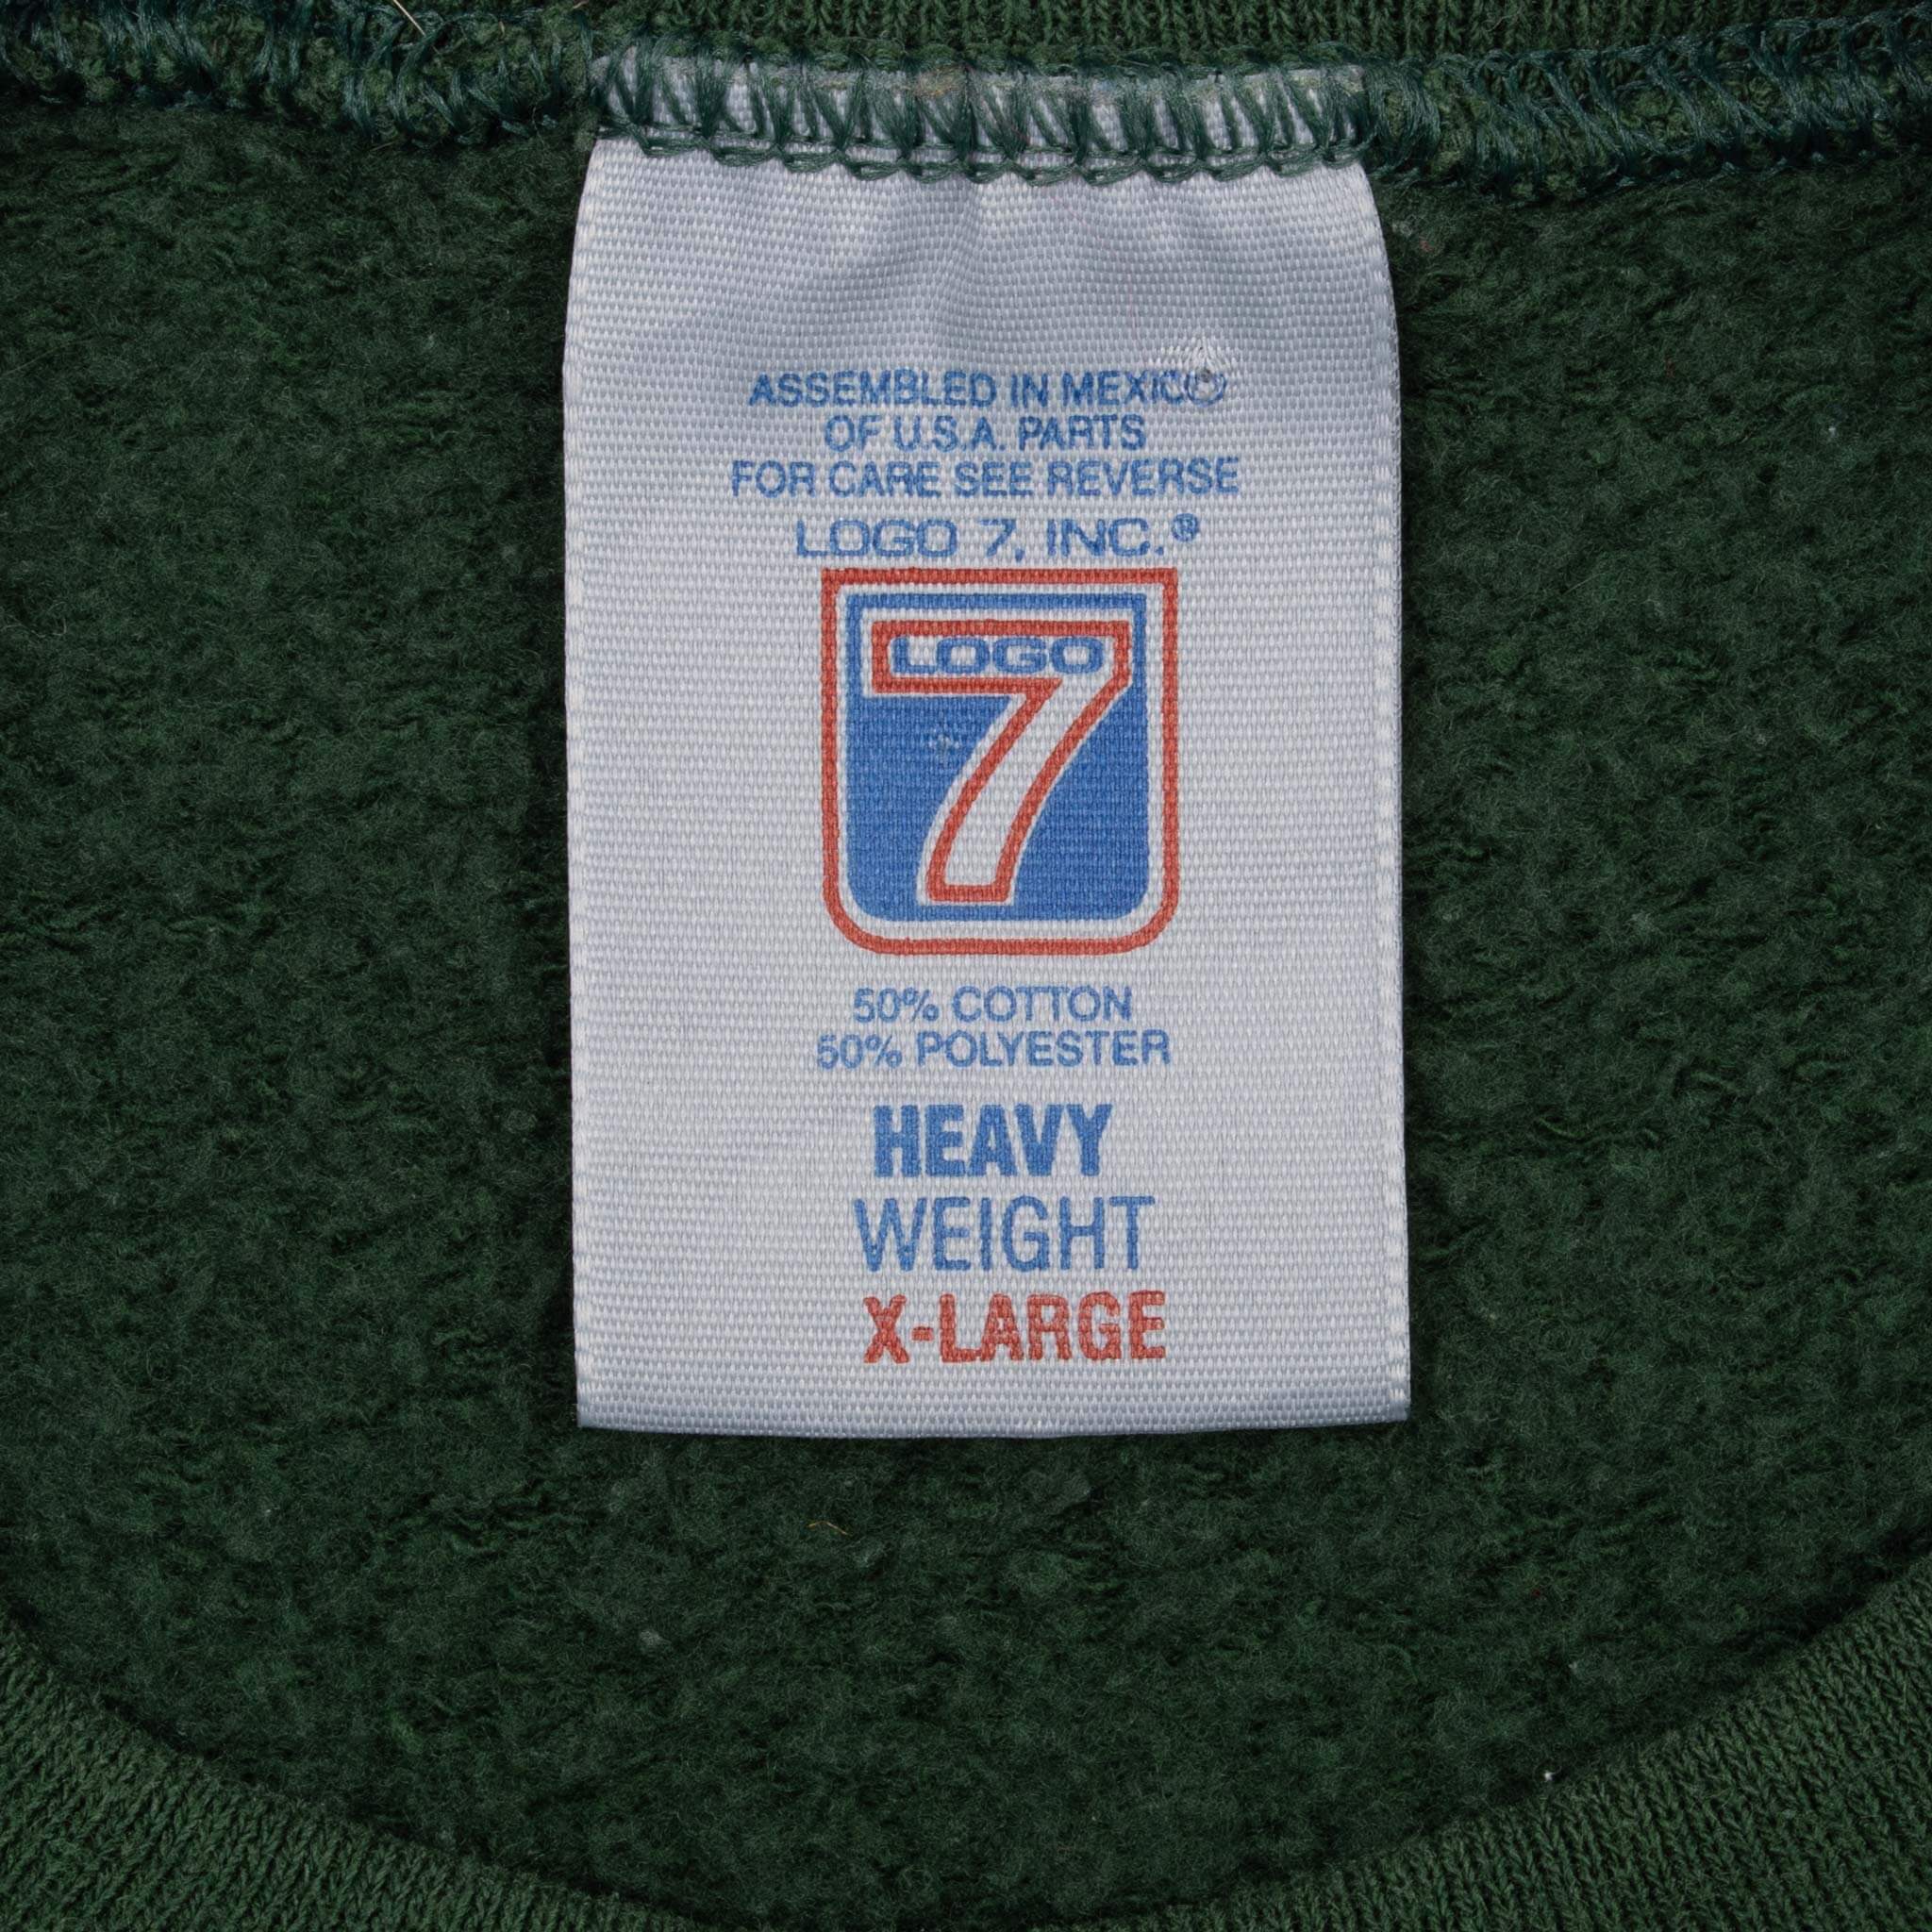 ASSEMBLED IN MEXICO
OF U.S.A. PARTS
FOR CARE SEE REVERSE
LOGO 7, INC.®
LOGO
7
50% COTTON
50% POLYESTER
HEAVY
WEIGHT
X-LARGE